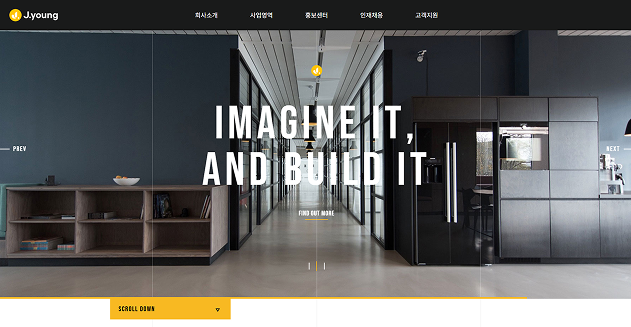 J.young
회사소개 사업영역 홍보센터 인재채용 고객지원
IMAGINE IT,
AND BUILD IT
PREV
NEXT
FIND OUT MORE
SCROLL DOWN